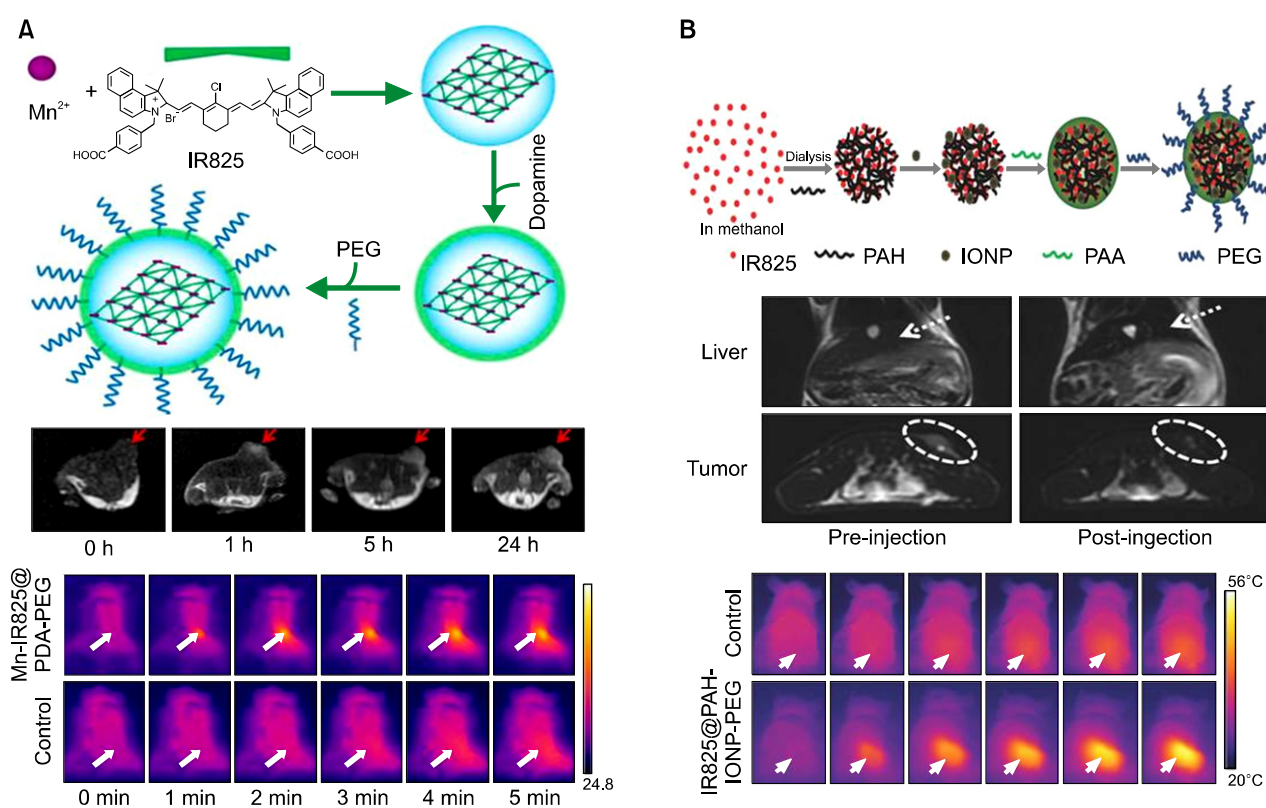 A
Mn2+
+
Cl
N
+
Br-
N
HOOC
COOH
IR825
Dopamine
PEG
0 h
1 h
5 h
24 h
Mn-IR825@
PDA-PEG
Control
24.8
0 min
1 min
2 min
3 min
4 min
5 min
B
Dialysis
In methanol
IR825
PAH
IONP
PAA
PEG
Liver
Tumor
Pre-injection
Post-ingection
Control
IR825@PAH-
IONP-PEG
56°C
20°C